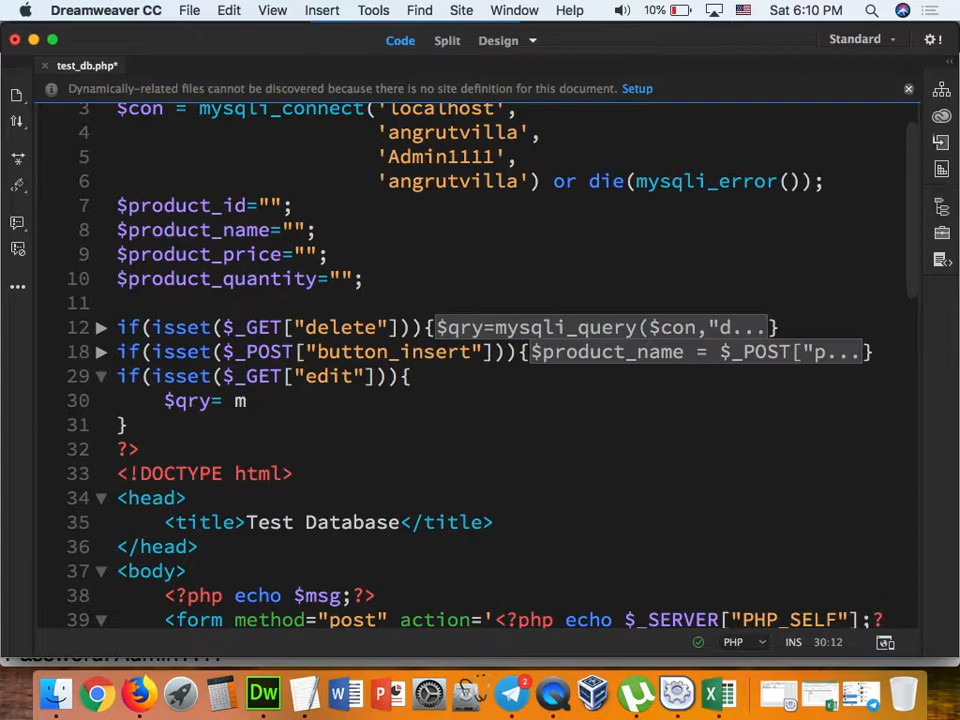 Dreamweaver CC File Edit View Insert Tools Find Site Window Help 10% Sat 6:10 PM
Code Split Design Standard
test_db.php*
Dynamically-related files cannot be discovered because there is no site definition for this document. Setup
3 $con = mysqli_connect('localhost',
4 'angrutvilla',
5 'Admin1111',
6 'angrutvilla') or die(mysqli_error());
7 $product_id="";
8 $product_name="";
9 $product_price="";
10 $product_quantity="";
11
12 if(isset($_GET["delete"])){$qry=mysqli_query($con,"d...}
18 if(isset($_POST["button_insert"])){$product_name = $_POST["p...}
29 if(isset($_GET["edit"])){
30 $qry= m
31 }
32 ?>
33 <!DOCTYPE html>
34 <head>
35 <title>Test Database</title>
36 </head>
37 <body>
38 <?php echo $msg;?>
39 <form method="post" action='<?php echo $_SERVER["PHP_SELF"];?
PHP INS 30:12
Dw 2